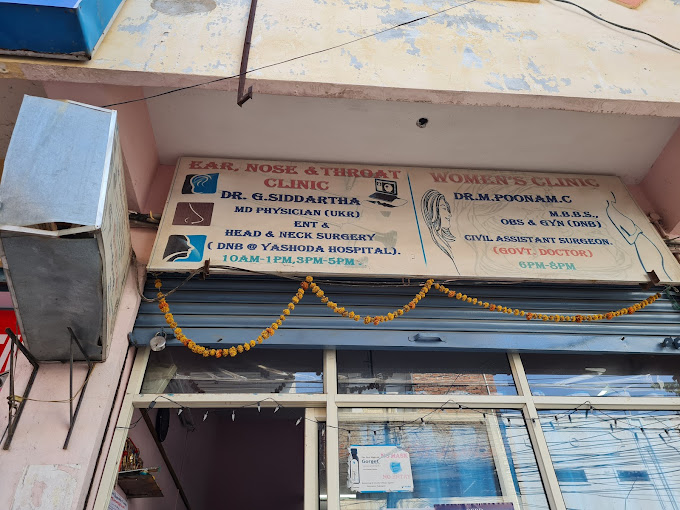 EAR, NOSE & THROAT
CLINIC
DR. G.SIDDARTHA
MD PHYSICIAN (UKR)
ENT &
HEAD & NECK SURGERY
( DNB @ YASHODA HOSPITAL).
10AM-1PM,3PM-5PM.
WOMEN'S CLINIC
DR.M.POONAM.C
M.B.B.S.,
OBS & GYN (DNB)
CIVIL ASSISTANT SURGEON.
(GOVT. DOCTOR)
6PM-8PM